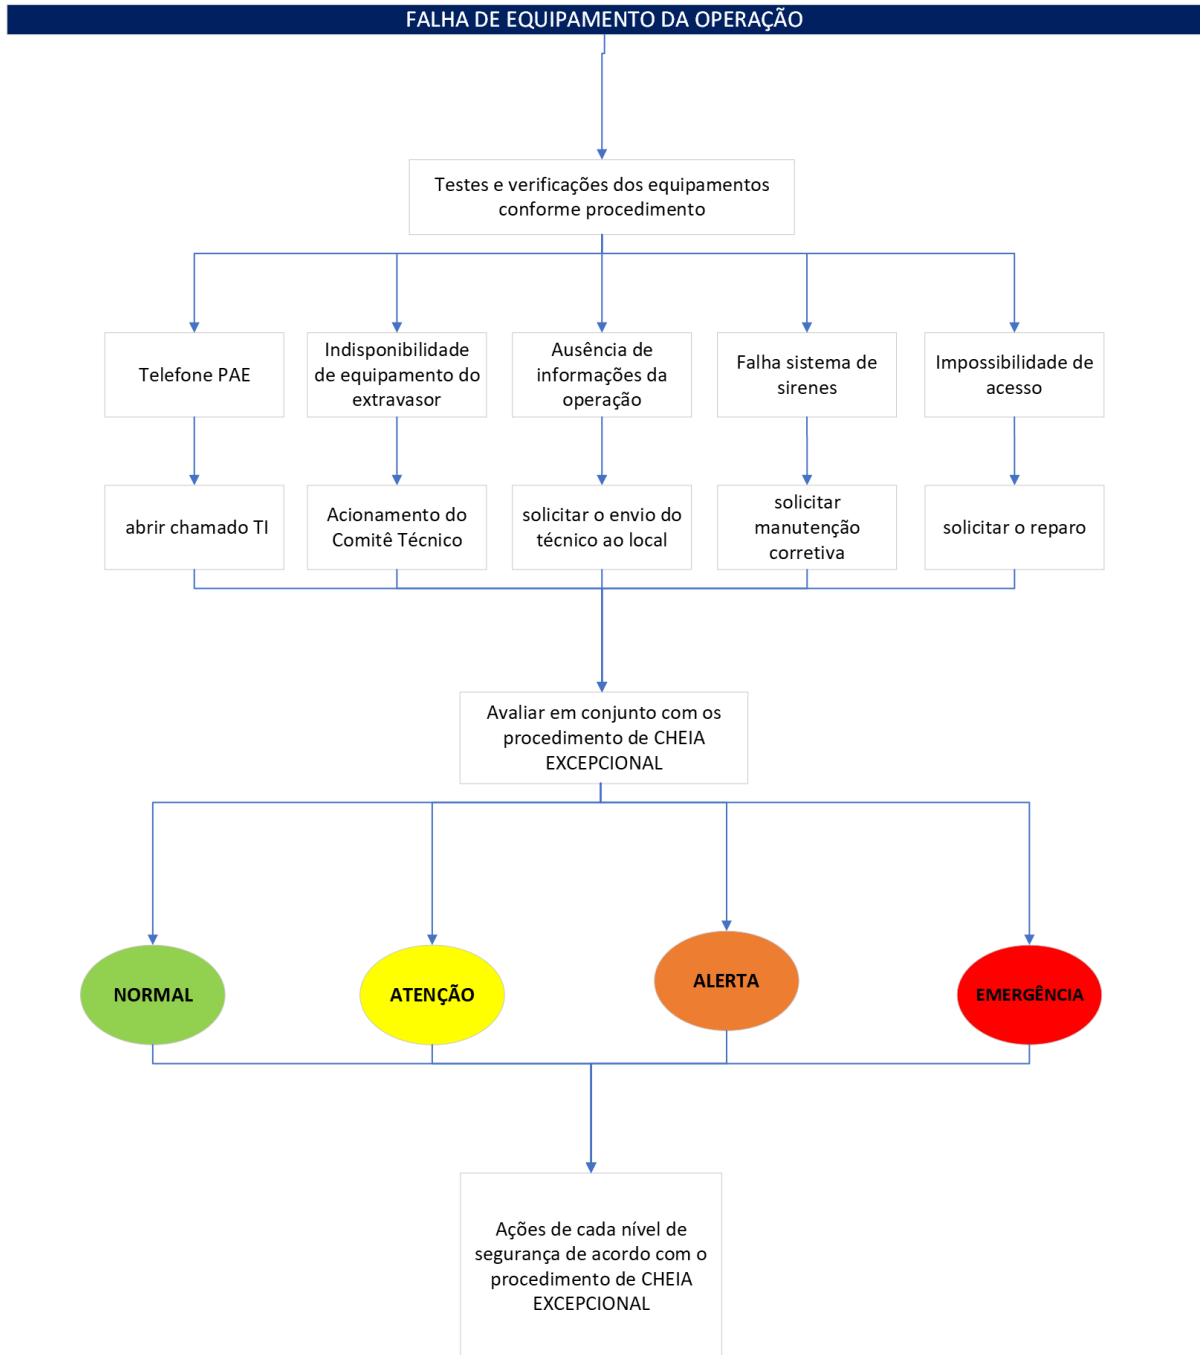 FALHA DE EQUIPAMENTO DA OPERAÇÃO
Testes e verificações dos equipamentos
conforme procedimento
Telefone PAE
Indisponibilidade
de equipamento do
extravasor
Ausência de
informações da
operação
Falha sistema de
sirenes
Impossibilidade de
acesso
abrir chamado TI
Acionamento do
Comitê Técnico
solicitar o envio do
técnico ao local
solicitar
manutenção
corretiva
solicitar o reparo
Avaliar em conjunto com os
procedimento de CHEIA
EXCEPCIONAL
NORMAL
ATENÇÃO
ALERTA
EMERGÊNCIA
Ações de cada nível de
segurança de acordo com o
procedimento de CHEIA
EXCEPCIONAL